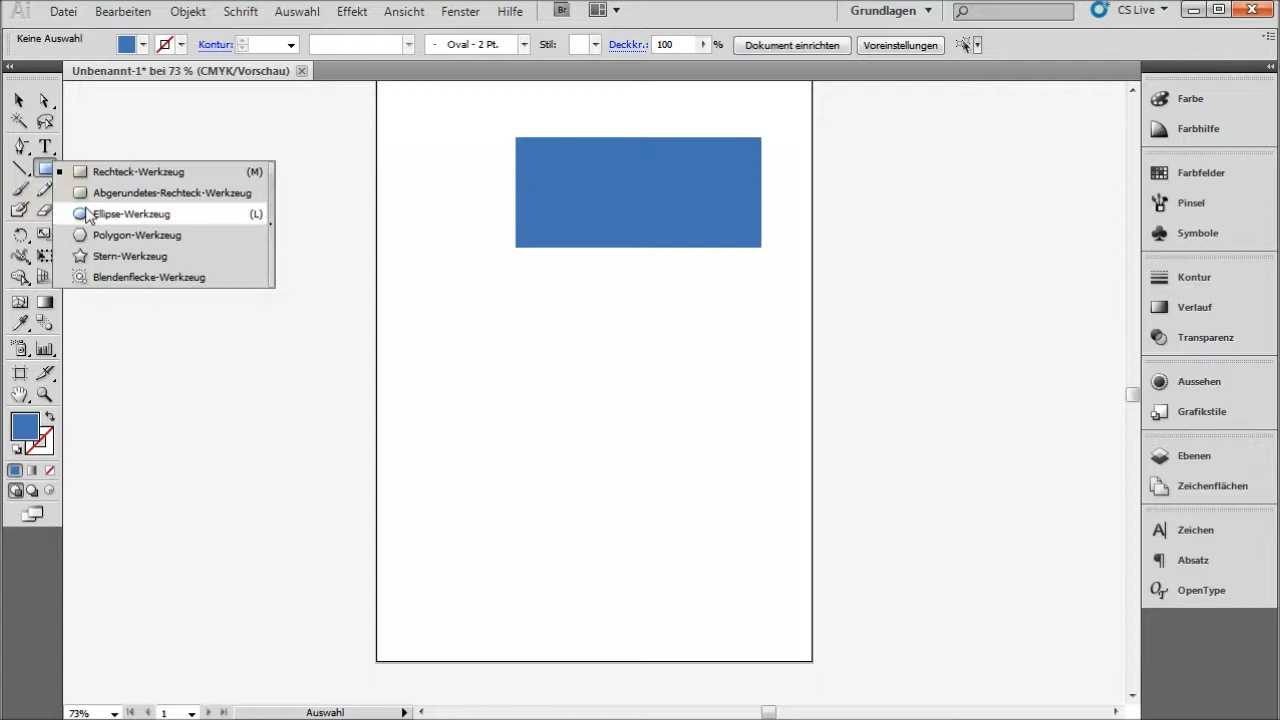 Ai Datei Bearbeiten Objekt Schrift Auswahl Effekt Ansicht Fenster Hilfe Br Grundlagen CS Live
Keine Auswahl Kontur: Oval - 2 Pt. Stil: Deckkr.: 100 % Dokument einrichten Voreinstellungen
Unbenannt-1* bei 73 % (CMYK/Vorschau)
Rechteck-Werkzeug (M)
Abgerundetes-Rechteck-Werkzeug
Ellipse-Werkzeug (L)
Polygon-Werkzeug
Stern-Werkzeug
Blendenflecke-Werkzeug
Farbe
Farbhilfe
Farbfelder
Pinsel
Symbole
Kontur
Verlauf
Transparenz
Aussehen
Grafikstile
Ebenen
Zeichenflächen
Zeichen
Absatz
OpenType
73% 1 Auswahl